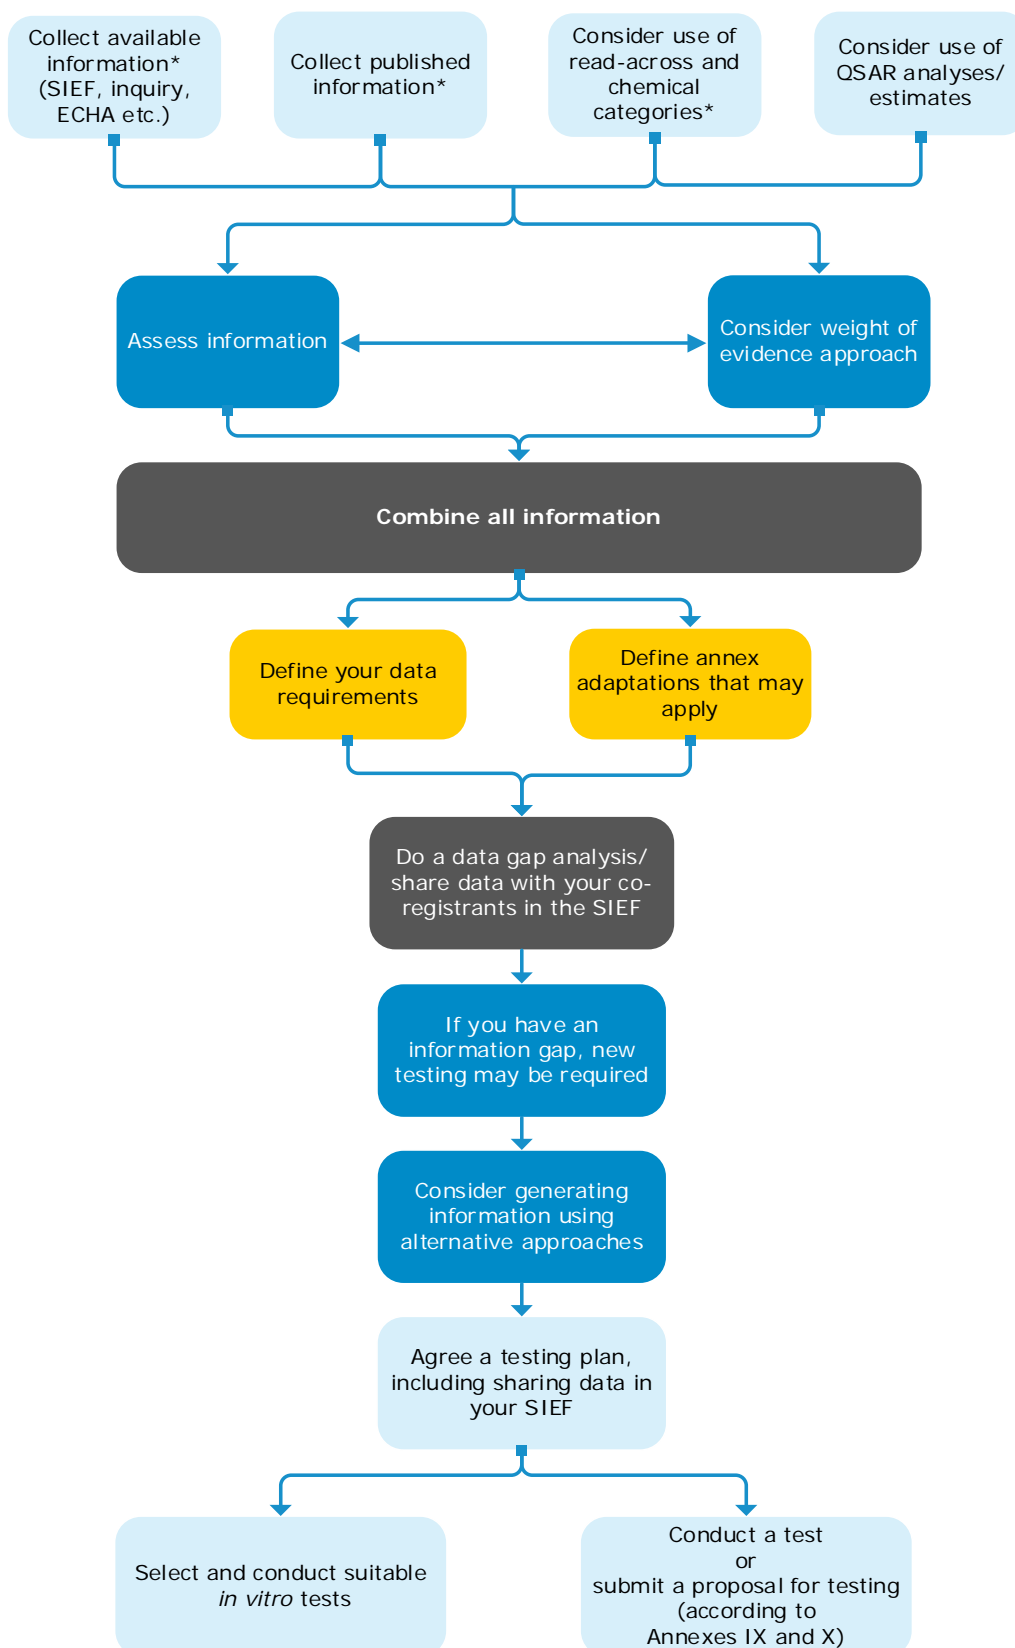 Collect available
information*
(SIEF, inquiry,
ECHA etc.)
Collect published
information*
Consider use of
read-across and
chemical
categories*
Consider use of
QSAR analyses/
estimates
Assess information
Consider weight of
evidence approach
Combine all information
Define your data
requirements
Define annex
adaptations that may
apply
Do a data gap analysis/
share data with your co-
registrants in the SIEF
If you have an
information gap, new
testing may be required
Consider generating
information using
alternative approaches
Agree a testing plan,
including sharing data in
your SIEF
Select and conduct suitable
in vitro tests
Conduct a test
or
submit a proposal for testing
(according to
Annexes IX and X)